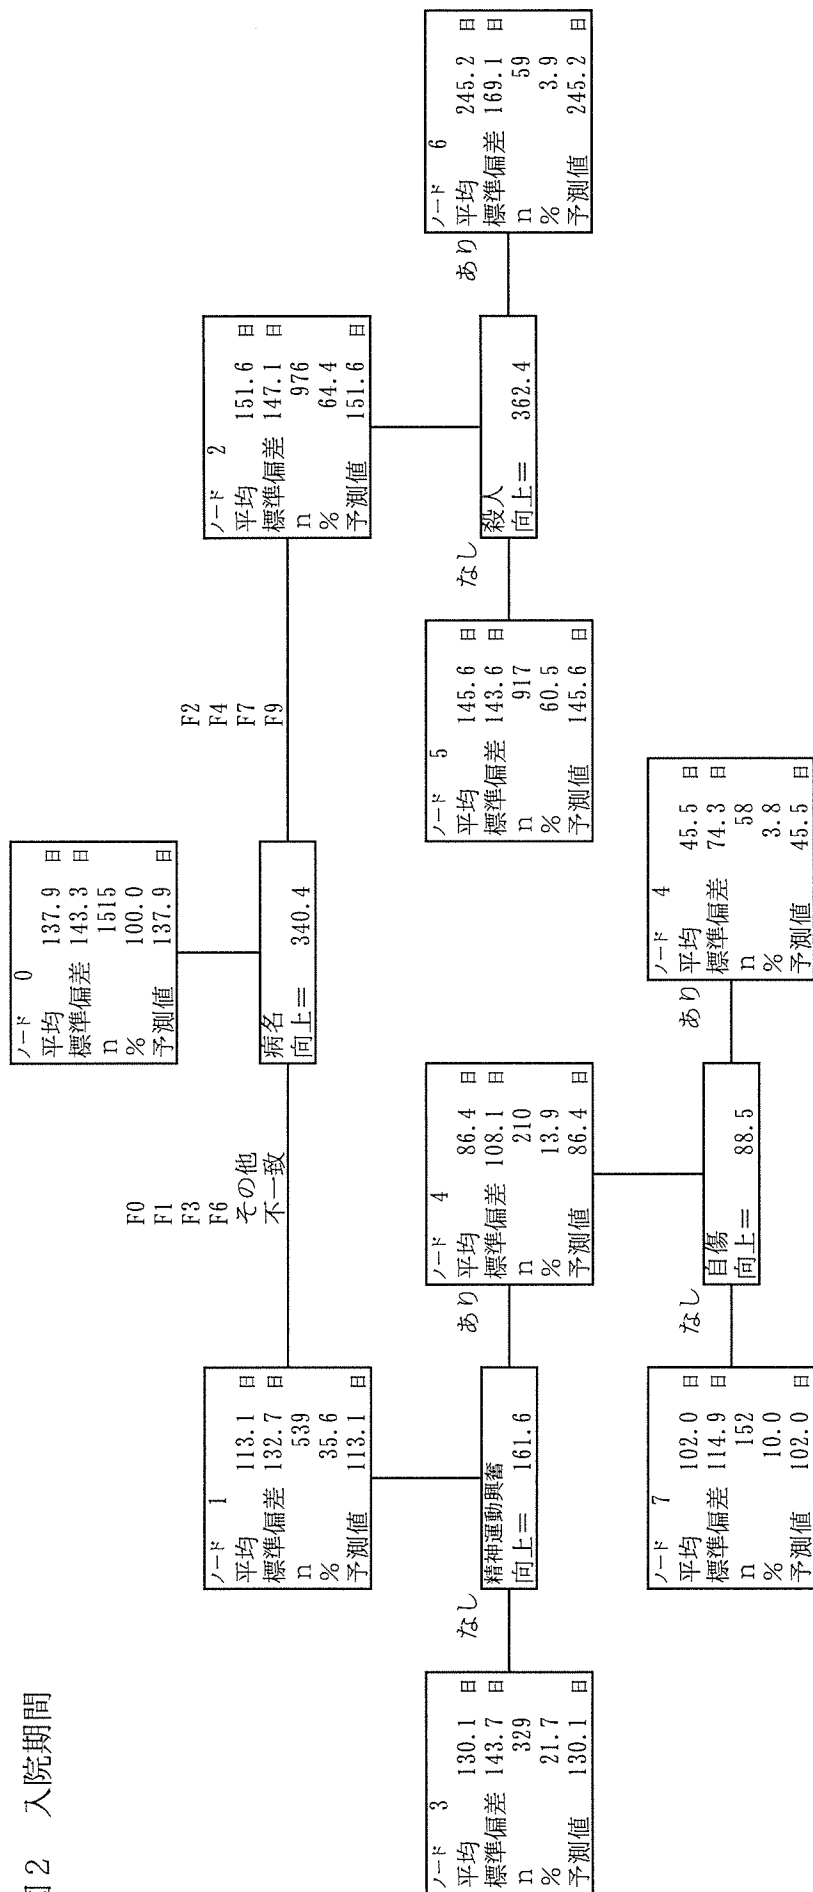 図2 入院期間
ノード 0
平均 137.9 日
標準偏差 143.3 日
n 1515
% 100.0
予測値 137.9 日
病名
向上＝ 340.4
F0
F1
F3
F6
その他
不一致
F2
F4
F7
F9
ノード 1
平均 113.1 日
標準偏差 132.7 日
n 539
% 35.6
予測値 113.1 日
精神運動興奮
向上＝ 161.6
ノード 2
平均 151.6 日
標準偏差 147.1 日
n 976
% 64.4
予測値 151.6 日
殺人
向上＝ 362.4
なし
あり
なし
あり
ノード 3
平均 130.1 日
標準偏差 143.7 日
n 329
% 21.7
予測値 130.1 日
ノード 4
平均 86.4 日
標準偏差 108.1 日
n 210
% 13.9
予測値 86.4 日
自傷
向上＝ 88.5
ノード 5
平均 145.6 日
標準偏差 143.6 日
n 917
% 60.5
予測値 145.6 日
ノード 6
平均 245.2 日
標準偏差 169.1 日
n 59
% 3.9
予測値 245.2 日
なし
あり
ノード 7
平均 102.0 日
標準偏差 114.9 日
n 152
% 10.0
予測値 102.0 日
ノード 4
平均 45.5 日
標準偏差 74.3 日
n 58
% 3.8
予測値 45.5 日